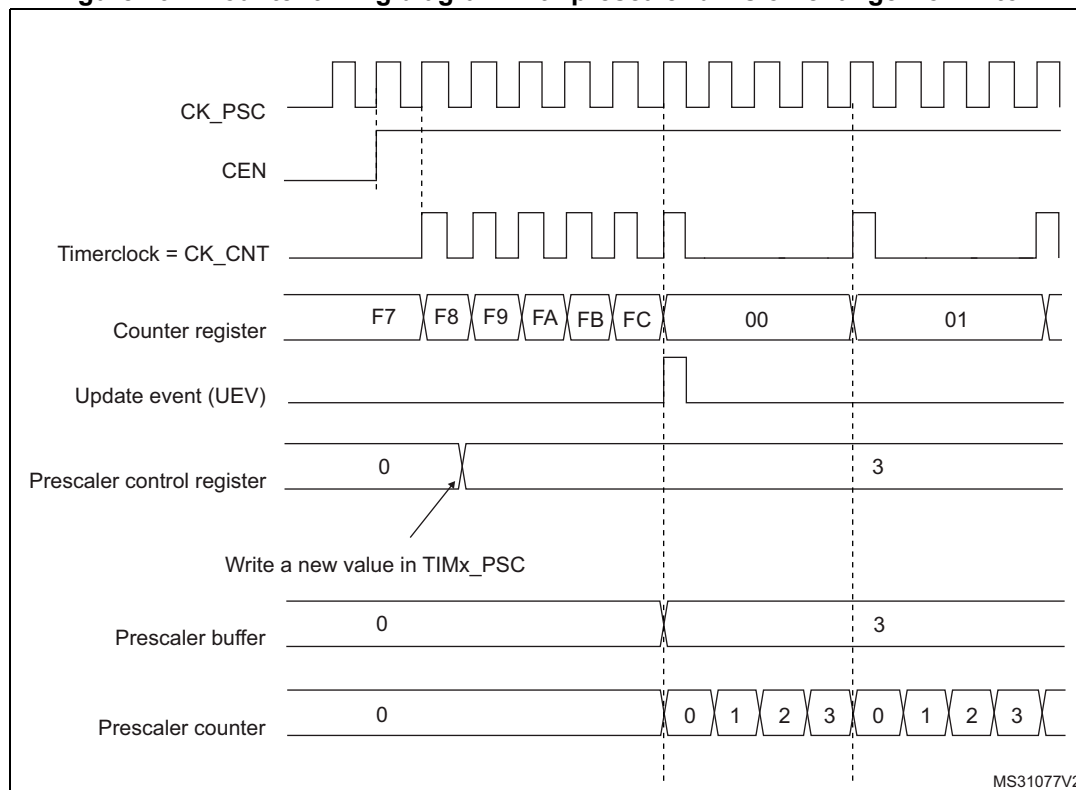 CK_PSC
CEN
Timerclock = CK_CNT
Counter register F7 F8 F9 FA FB FC 00 01
Update event (UEV)
Prescaler control register 0 3
Write a new value in TIMx_PSC
Prescaler buffer 0 3
Prescaler counter 0 0 1 2 3 0 1 2 3
MS31077V2